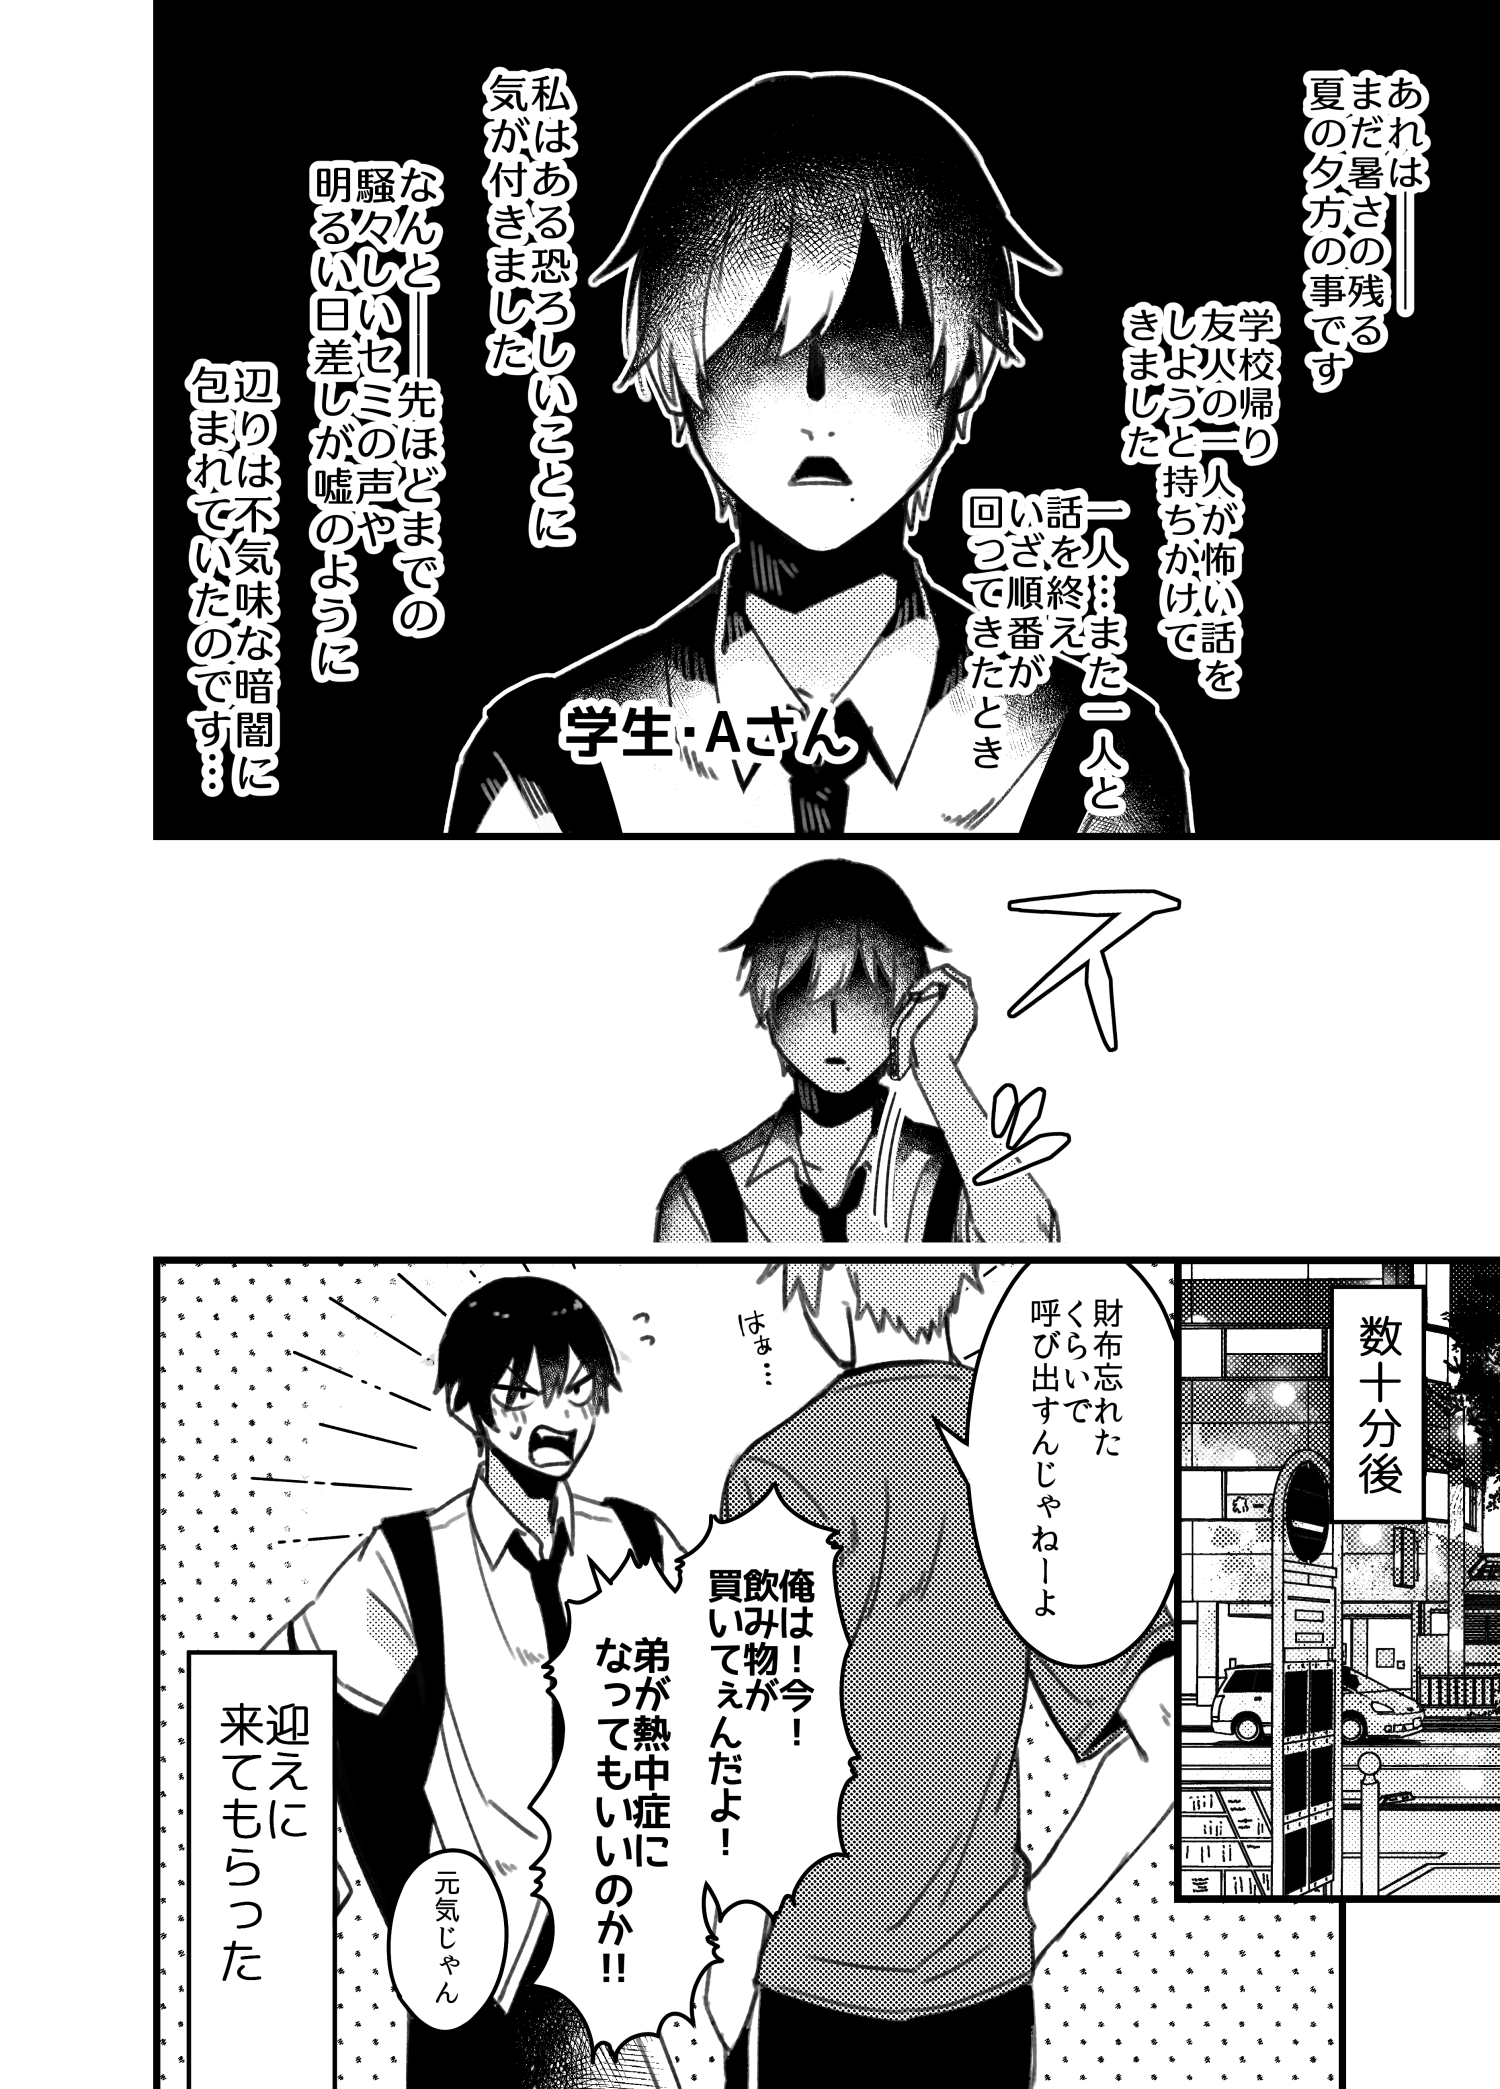 あれは――
まだ暑さの残る
夏の夕方の事です
学校帰り
友人の一人が怖い話を
しようと持ちかけて
きました
一人…また一人と
話を終え
いざ順番が
回ってきたとき
私はある恐ろしいことに
気が付きました
なんと――先ほどまでの
騒々しいセミの声や
明るい日差しが嘘のように
辺りは不気味な暗闇に
包まれていたのです…
学生・Aさん
スッ
数十分後
財布忘れた
くらいで
呼び出すんじゃねーよ
はぁ…
俺は！今！
飲み物が
買いてぇんだよ！
弟が熱中症に
なってもいいのか!!
元気じゃん
迎えに
来てもらった